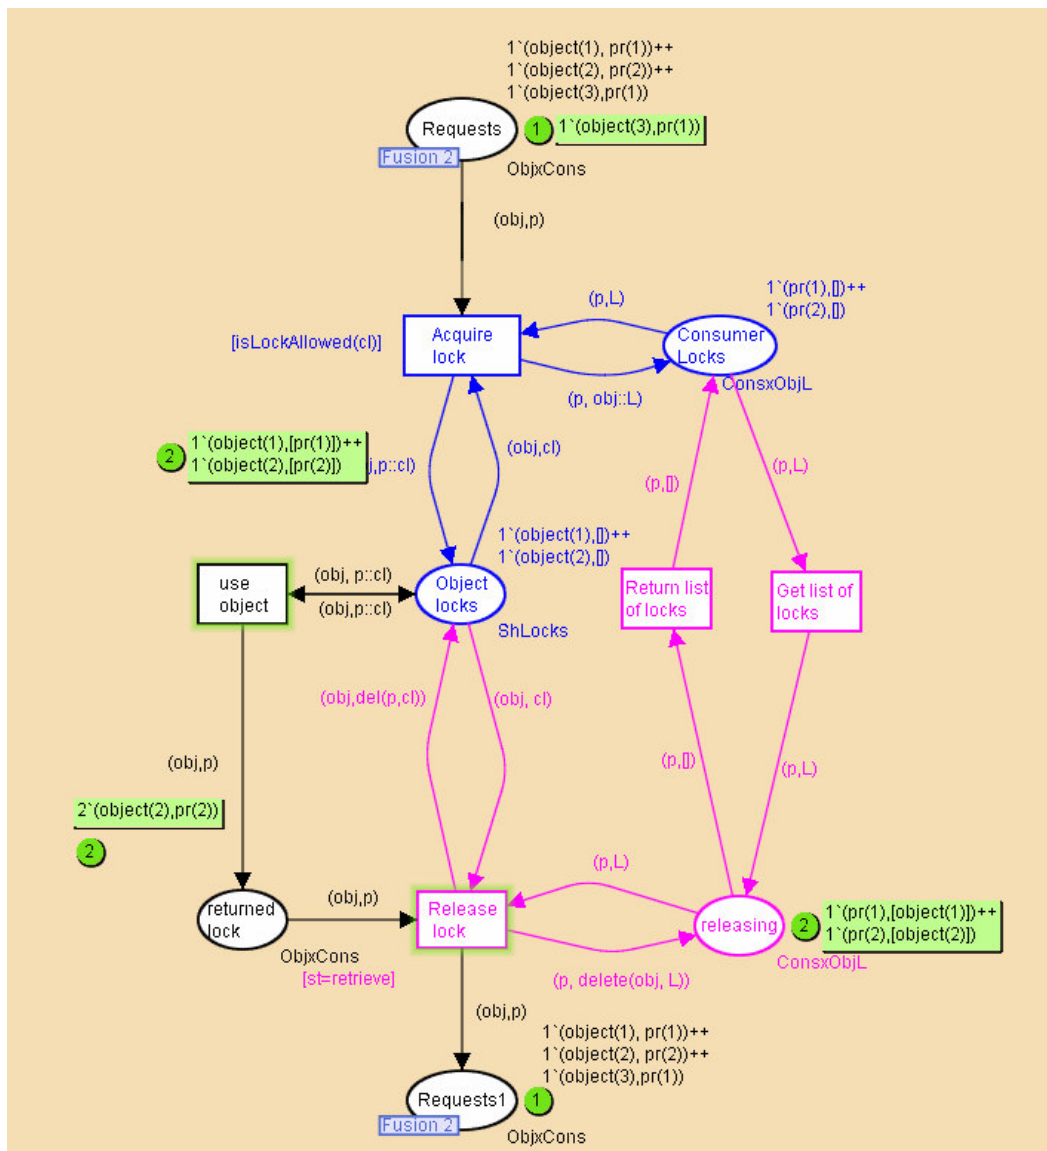 1`(object(1), pr(1))++
1`(object(2), pr(2))++
1`(object(3),pr(1))
Requests
1
1`(object(3),pr(1))
Fusion 2
ObjxCons
(obj,p)
1`(pr(1),[])++
1`(pr(2),[])
(p,L)
[isLockAllowed(cl)]
Acquire
lock
Consumer
Locks
ConsxObjL
(p, obj::L)
2
1`(object(1),[pr(1)])++
1`(object(2),[pr(2)])
j,p::cl)
(obj,cl)
(p,L)
(p,[])
1`(object(1),[])++
1`(object(2),[])
use
object
(obj, p::cl)
(obj,p::cl)
Object
locks
ShLocks
Return list
of locks
Get list of
locks
(obj,del(p,cl))
(obj, cl)
(obj,p)
(p,[])
(p,L)
2`(object(2),pr(2))
2
(p,L)
returned
lock
(obj,p)
Release
lock
releasing
2
1`(pr(1),[object(1)])++
1`(pr(2),[object(2)])
ObjxCons
ConsxObjL
[st=retrieve]
(p, delete(obj, L))
(obj,p)
1`(object(1), pr(1))++
1`(object(2), pr(2))++
1`(object(3),pr(1))
Requests1
1
Fusion 2
ObjxCons